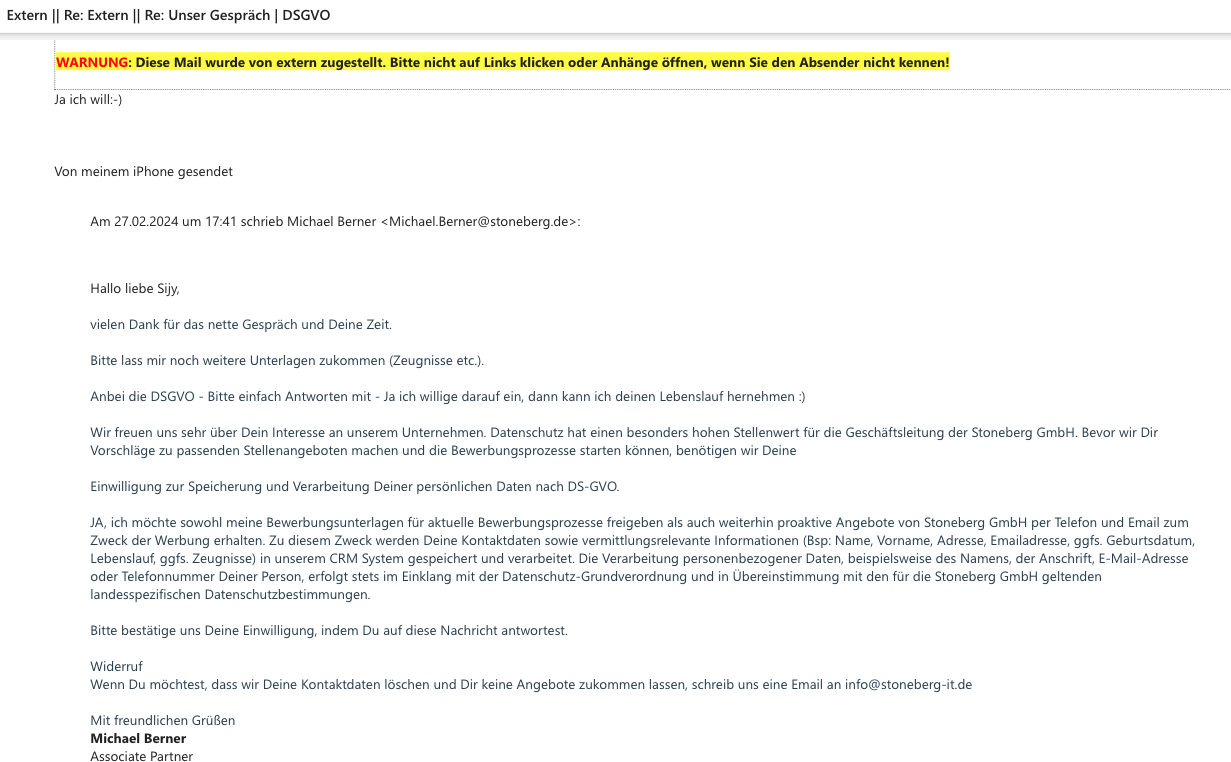 Extern || Re: Extern || Re: Unser Gespräch | DSGVO
WARNUNG: Diese Mail wurde von extern zugestellt. Bitte nicht auf Links klicken oder Anhänge öffnen, wenn Sie den Absender nicht kennen!
Ja ich will:-)
Von meinem iPhone gesendet
Am 27.02.2024 um 17:41 schrieb Michael Berner <Michael.Berner@stoneberg.de>:
Hallo liebe Sijy,
vielen Dank für das nette Gespräch und Deine Zeit.
Bitte lass mir noch weitere Unterlagen zukommen (Zeugnisse etc.).
Anbei die DSGVO - Bitte einfach Antworten mit - Ja ich willige darauf ein, dann kann ich deinen Lebenslauf hernehmen :)
Wir freuen uns sehr über Dein Interesse an unserem Unternehmen. Datenschutz hat einen besonders hohen Stellenwert für die Geschäftsleitung der Stoneberg GmbH. Bevor wir Dir
Vorschläge zu passenden Stellenangeboten machen und die Bewerbungsprozesse starten können, benötigen wir Deine
Einwilligung zur Speicherung und Verarbeitung Deiner persönlichen Daten nach DS-GVO.
JA, ich möchte sowohl meine Bewerbungsunterlagen für aktuelle Bewerbungsprozesse freigeben als auch weiterhin proaktive Angebote von Stoneberg GmbH per Telefon und Email zum
Zweck der Werbung erhalten. Zu diesem Zweck werden Deine Kontaktdaten sowie vermittlungsrelevante Informationen (Bsp: Name, Vorname, Adresse, Emailadresse, ggfs. Geburtsdatum,
Lebenslauf, ggfs. Zeugnisse) in unserem CRM System gespeichert und verarbeitet. Die Verarbeitung personenbezogener Daten, beispielsweise des Namens, der Anschrift, E-Mail-Adresse
oder Telefonnummer Deiner Person, erfolgt stets im Einklang mit der Datenschutz-Grundverordnung und in Übereinstimmung mit den für die Stoneberg GmbH geltenden
landesspezifischen Datenschutzbestimmungen.
Bitte bestätige uns Deine Einwilligung, indem Du auf diese Nachricht antwortest.
Widerruf
Wenn Du möchtest, dass wir Deine Kontaktdaten löschen und Dir keine Angebote zukommen lassen, schreib uns eine Email an info@stoneberg-it.de
Mit freundlichen Grüßen
Michael Berner
Associate Partner